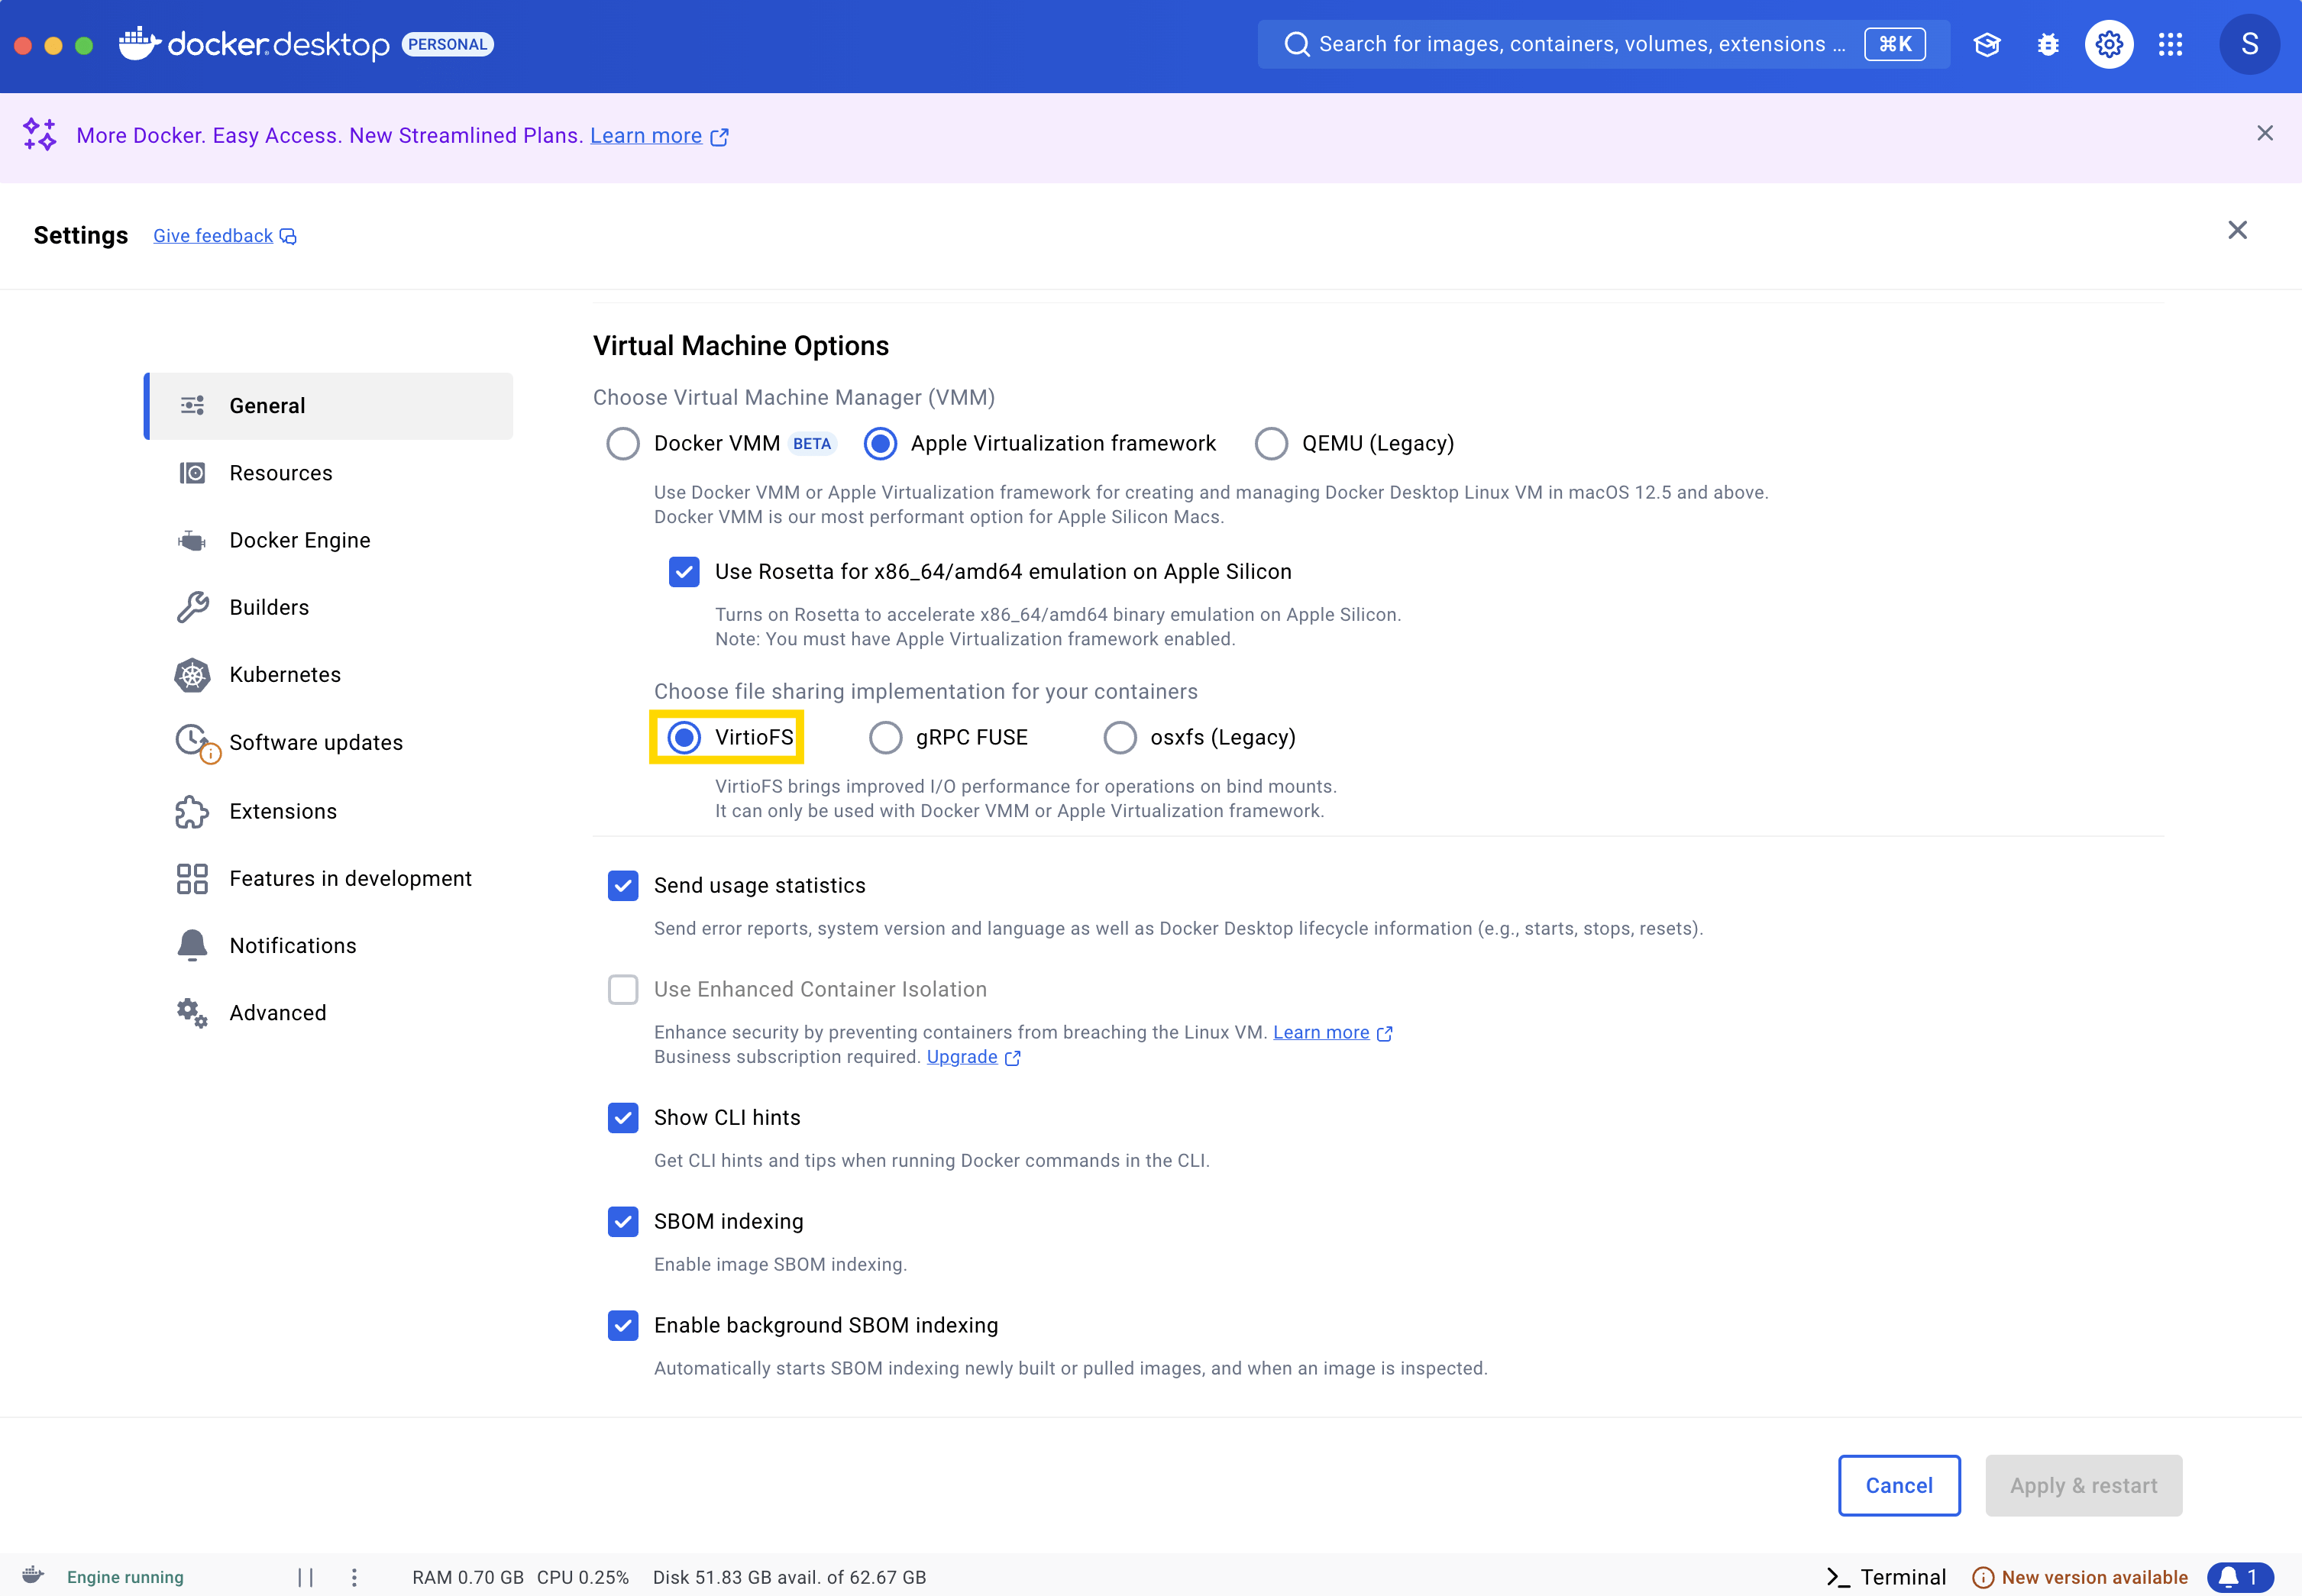 docker.desktop PERSONAL
Search for images, containers, volumes, extensions ... ⌘K
S
More Docker. Easy Access. New Streamlined Plans. Learn more
Settings Give feedback
General
Resources
Docker Engine
Builders
Kubernetes
Software updates
Extensions
Features in development
Notifications
Advanced
Virtual Machine Options
Choose Virtual Machine Manager (VMM)
Docker VMM BETA Apple Virtualization framework QEMU (Legacy)
Use Docker VMM or Apple Virtualization framework for creating and managing Docker Desktop Linux VM in macOS 12.5 and above.
Docker VMM is our most performant option for Apple Silicon Macs.
Use Rosetta for x86_64/amd64 emulation on Apple Silicon
Turns on Rosetta to accelerate x86_64/amd64 binary emulation on Apple Silicon.
Note: You must have Apple Virtualization framework enabled.
Choose file sharing implementation for your containers
VirtioFS gRPC FUSE osxfs (Legacy)
VirtioFS brings improved I/O performance for operations on bind mounts.
It can only be used with Docker VMM or Apple Virtualization framework.
Send usage statistics
Send error reports, system version and language as well as Docker Desktop lifecycle information (e.g., starts, stops, resets).
Use Enhanced Container Isolation
Enhance security by preventing containers from breaching the Linux VM. Learn more
Business subscription required. Upgrade
Show CLI hints
Get CLI hints and tips when running Docker commands in the CLI.
SBOM indexing
Enable image SBOM indexing.
Enable background SBOM indexing
Automatically starts SBOM indexing newly built or pulled images, and when an image is inspected.
Cancel Apply & restart
Engine running RAM 0.70 GB CPU 0.25% Disk 51.83 GB avail. of 62.67 GB Terminal New version available 1